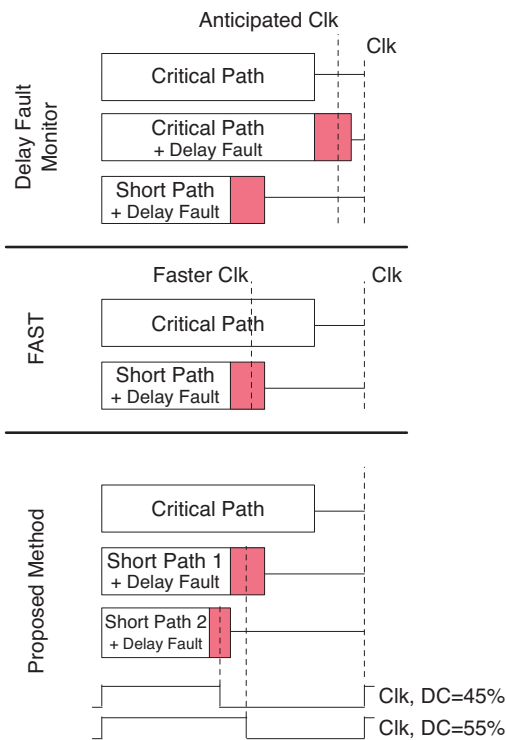 Anticipated Clk
Clk
Delay Fault
Monitor
Critical Path
Critical Path
+ Delay Fault
Short Path
+ Delay Fault
Faster Clk
Clk
FAST
Critical Path
Short Path
+ Delay Fault
Proposed Method
Critical Path
Short Path 1
+ Delay Fault
Short Path 2
+ Delay Fault
Clk, DC=45%
Clk, DC=55%